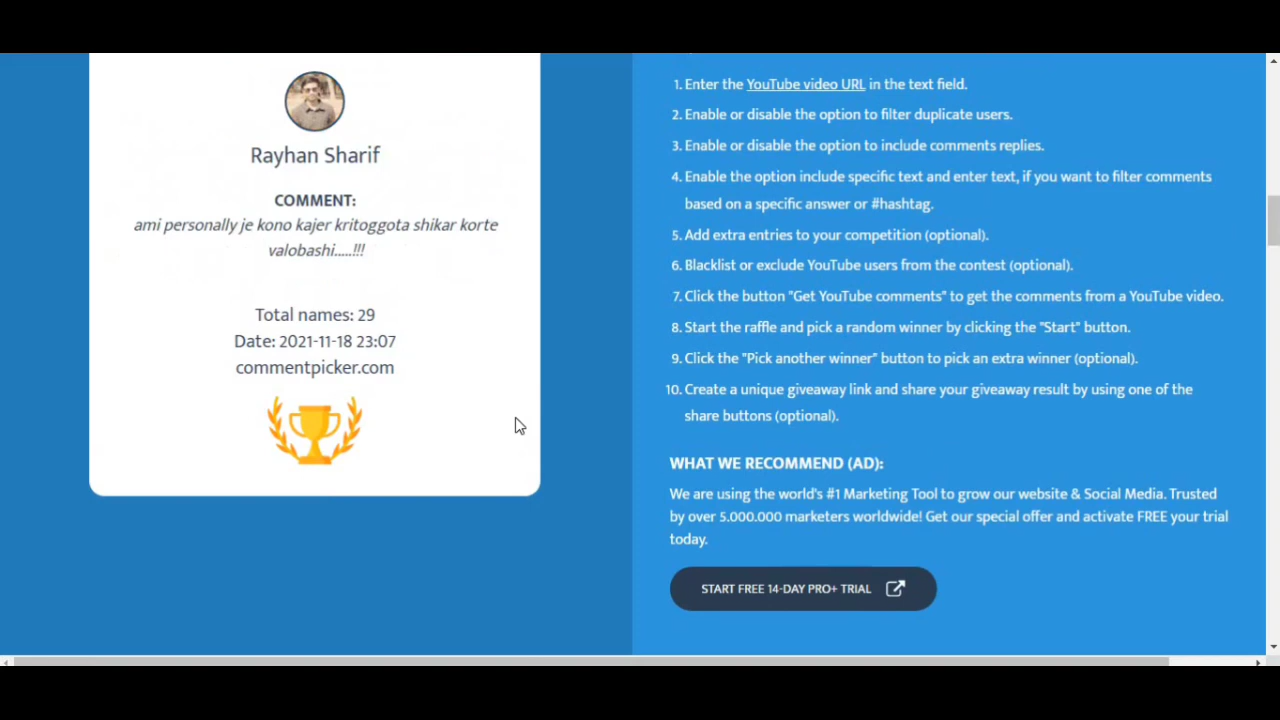 Rayhan Sharif
COMMENT:
ami personally je kono kajer kritoggota shikar korte
valobashi.....!!!
Total names: 29
Date: 2021-11-18 23:07
commentpicker.com
1. Enter the YouTube video URL in the text field.
2. Enable or disable the option to filter duplicate users.
3. Enable or disable the option to include comments replies.
4. Enable the option include specific text and enter text, if you want to filter comments
based on a specific answer or #hashtag.
5. Add extra entries to your competition (optional).
6. Blacklist or exclude YouTube users from the contest (optional).
7. Click the button "Get YouTube comments" to get the comments from a YouTube video.
8. Start the raffle and pick a random winner by clicking the "Start" button.
9. Click the "Pick another winner" button to pick an extra winner (optional).
10. Create a unique giveaway link and share your giveaway result by using one of the
share buttons (optional).
WHAT WE RECOMMEND (AD):
We are using the world's #1 Marketing Tool to grow our website & Social Media. Trusted
by over 5.000.000 marketers worldwide! Get our special offer and activate FREE your trial
today.
START FREE 14-DAY PRO+ TRIAL